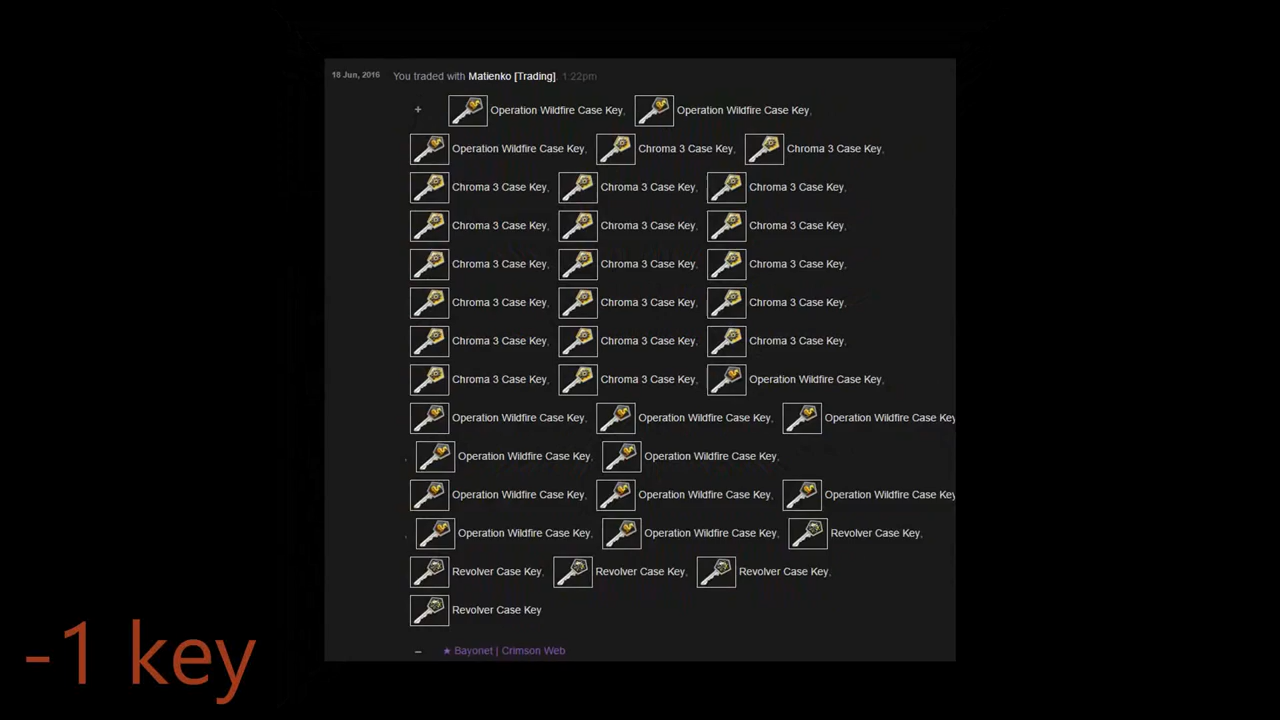 18 Jun, 2016 You traded with Matienko [Trading]. 1:22pm
+ Operation Wildfire Case Key, Operation Wildfire Case Key,
Operation Wildfire Case Key, Chroma 3 Case Key, Chroma 3 Case Key,
Chroma 3 Case Key, Chroma 3 Case Key, Chroma 3 Case Key,
Chroma 3 Case Key, Chroma 3 Case Key, Chroma 3 Case Key,
Chroma 3 Case Key, Chroma 3 Case Key, Chroma 3 Case Key,
Chroma 3 Case Key, Chroma 3 Case Key, Chroma 3 Case Key,
Chroma 3 Case Key, Chroma 3 Case Key, Chroma 3 Case Key,
Chroma 3 Case Key, Chroma 3 Case Key, Operation Wildfire Case Key,
Operation Wildfire Case Key, Operation Wildfire Case Key, Operation Wildfire Case Key
, Operation Wildfire Case Key, Operation Wildfire Case Key,
Operation Wildfire Case Key, Operation Wildfire Case Key, Operation Wildfire Case Key
, Operation Wildfire Case Key, Operation Wildfire Case Key, Revolver Case Key,
Revolver Case Key, Revolver Case Key, Revolver Case Key,
Revolver Case Key
– ★ Bayonet | Crimson Web
-1 key